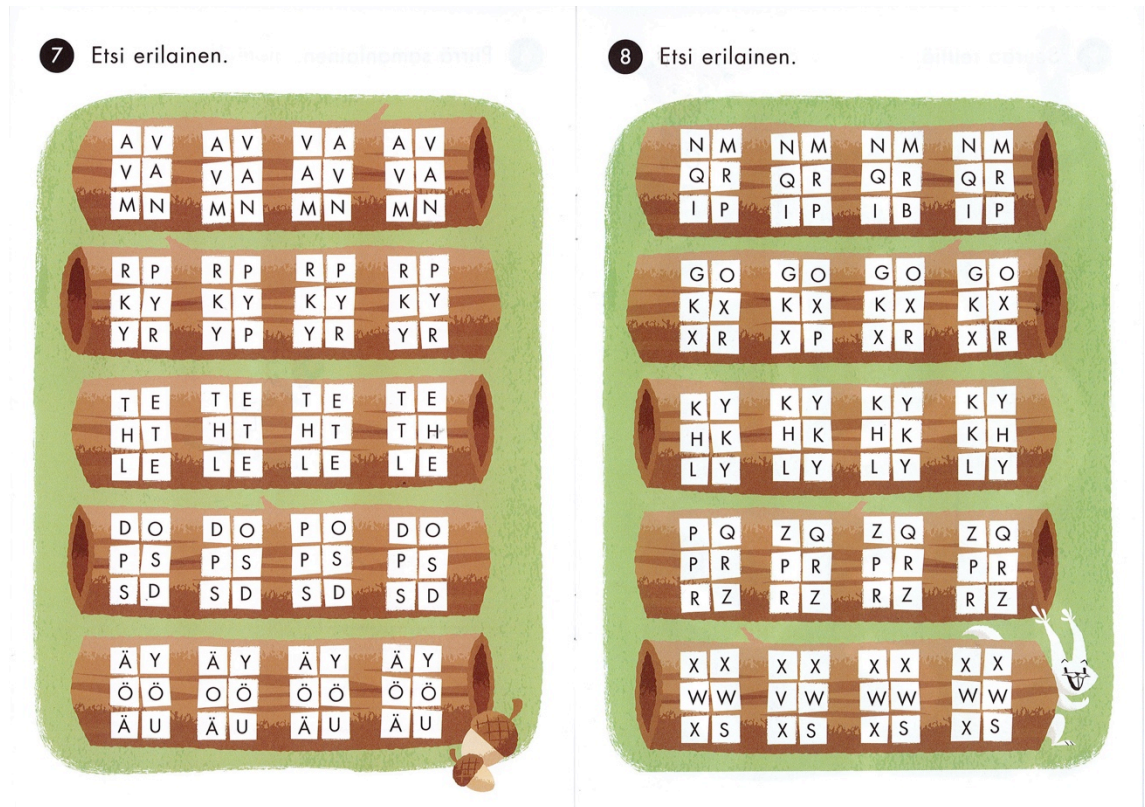 7 Etsi erilainen.
A V A V V A A V
V A V A A V V A
M N M N M N M N
R P R P R P R P
K Y K Y K Y K Y
Y R Y P Y R Y R
T E T E T E T E
H T H T H T T H
L E L E L E L E
D O D O P O D O
P S P S P S P S
S D S D S D S D
Ä Y Ä Y Ä Y Ä Y
Ö Ö O Ö Ö Ö Ö Ö
Ä U Ä U Ä U Ä U
8 Etsi erilainen.
N M N M N M N M
Q R Q R Q R Q R
I P I P I B I P
G O G O G O G O
K X K X K X K X
X R X P X R X R
K Y K Y K Y K Y
H K H K H K K H
L Y L Y L Y L Y
P Q Z Q Z Q Z Q
P R P R P R P R
R Z R Z R Z R Z
X X X X X X X X
W W V W W W W W
X S X S X S X S